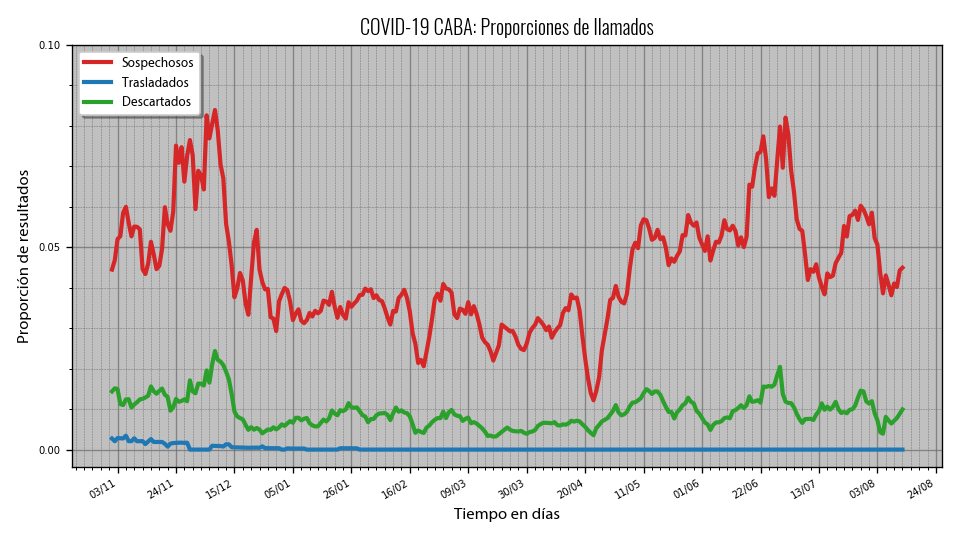 COVID-19 CABA: Proporciones de llamados
Sospechosos
Trasladados
Descartados
0.10
0.05
0.00
Proporción de resultados
03/11 24/11 15/12 05/01 26/01 16/02 09/03 30/03 20/04 11/05 01/06 22/06 13/07 03/08 24/08
Tiempo en días